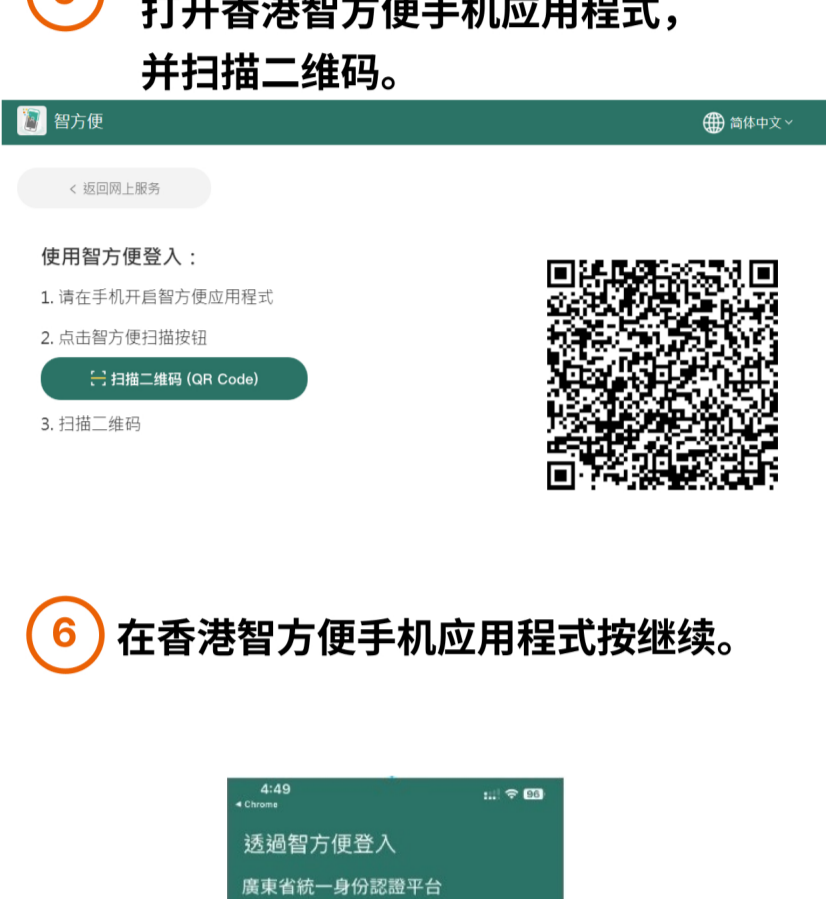 打开香港智方便手机应用程式，
并扫描二维码。
智方便
简体中文
< 返回网上服务
使用智方便登入：
1. 请在手机开启智方便应用程式
2. 点击智方便扫描按钮
扫描二维码 (QR Code)
3. 扫描二维码
6 在香港智方便手机应用程式按继续。
4:49
96
◄ Chrome
透過智方便登入
廣東省統一身份認證平台